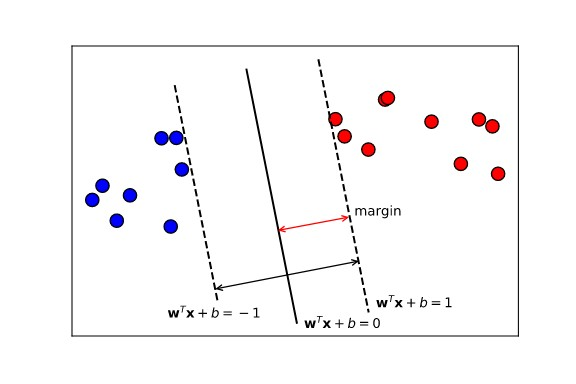 margin
w^T x + b = 1
w^T x + b = −1
w^T x + b = 0